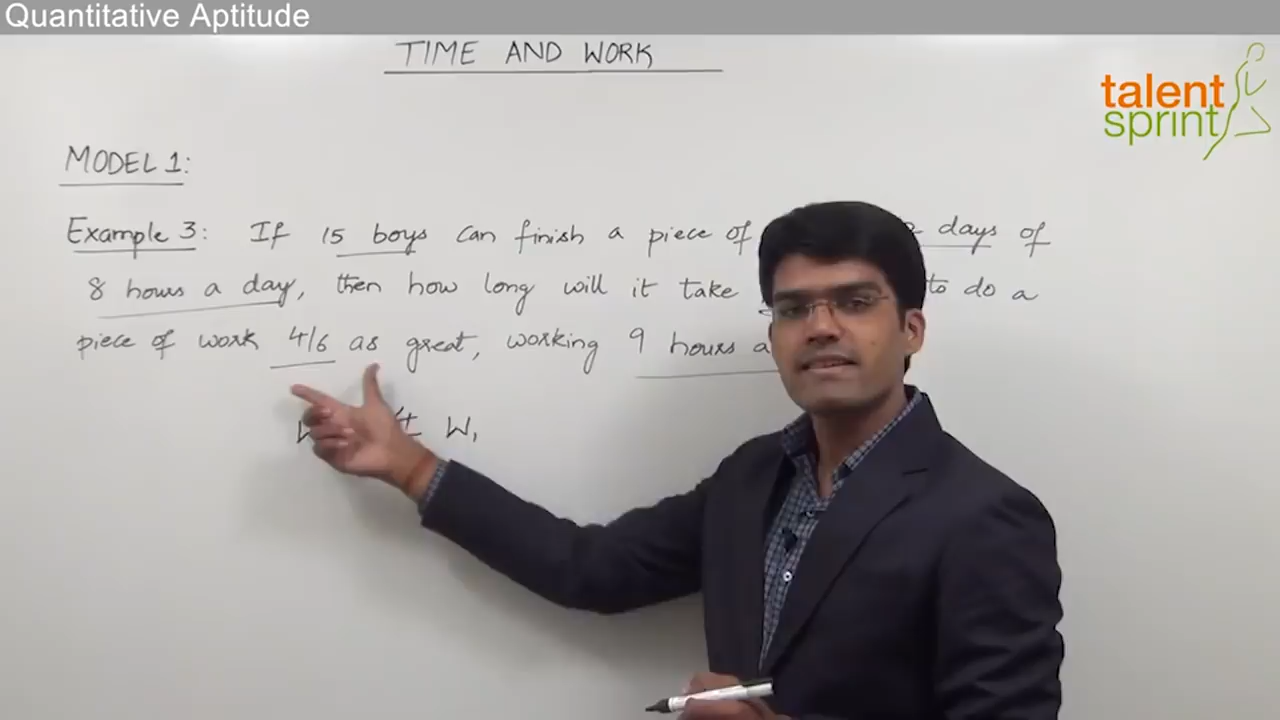 Quantitative Aptitude
TIME AND WORK
talent
sprint
MODEL 1:
Example 3: If 15 boys can finish a piece of days of
8 hours a day, then how long will it take to do a
piece of work 4/6 as great, working 9 hours a
W₁